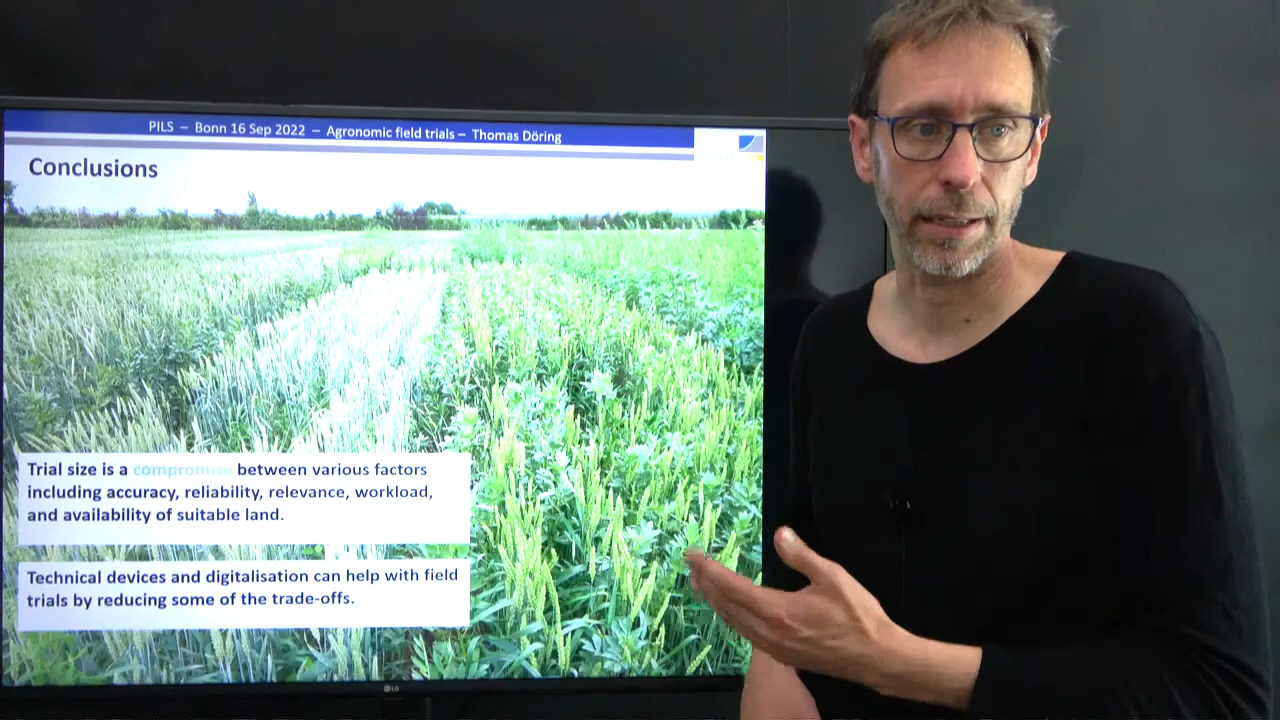 PILS – Bonn 16 Sep 2022 – Agronomic field trials – Thomas Döring
Conclusions
Trial size is a compromise between various factors
including accuracy, reliability, relevance, workload,
and availability of suitable land.
Technical devices and digitalisation can help with field
trials by reducing some of the trade-offs.
LG